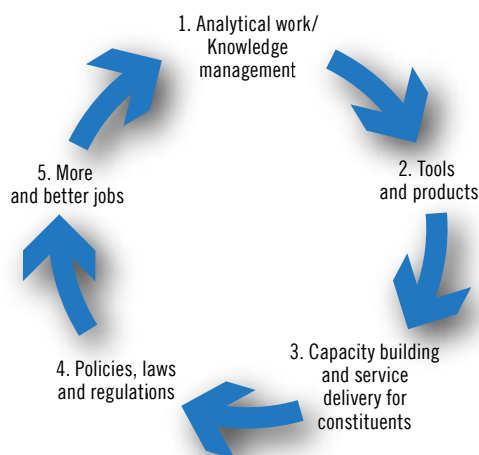 1. Analytical work/
Knowledge
management
2. Tools
and products
3. Capacity building
and service
delivery for
constituents
4. Policies, laws
and regulations
5. More
and better jobs